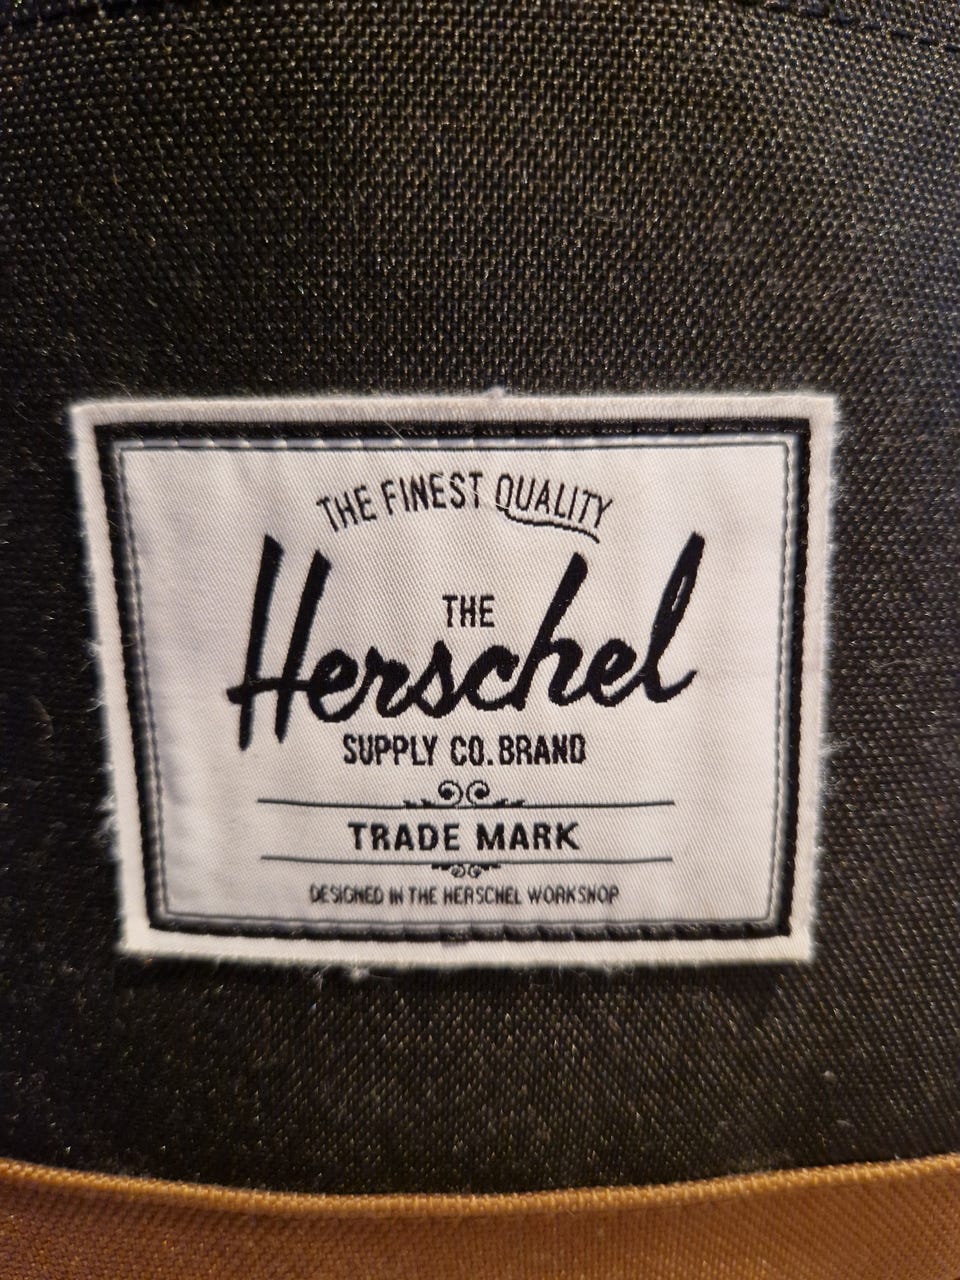 THE FINEST QUALITY
THE
Herschel
SUPPLY CO. BRAND
TRADE MARK
DESIGNED IN THE HERSCHEL WORKSHOP